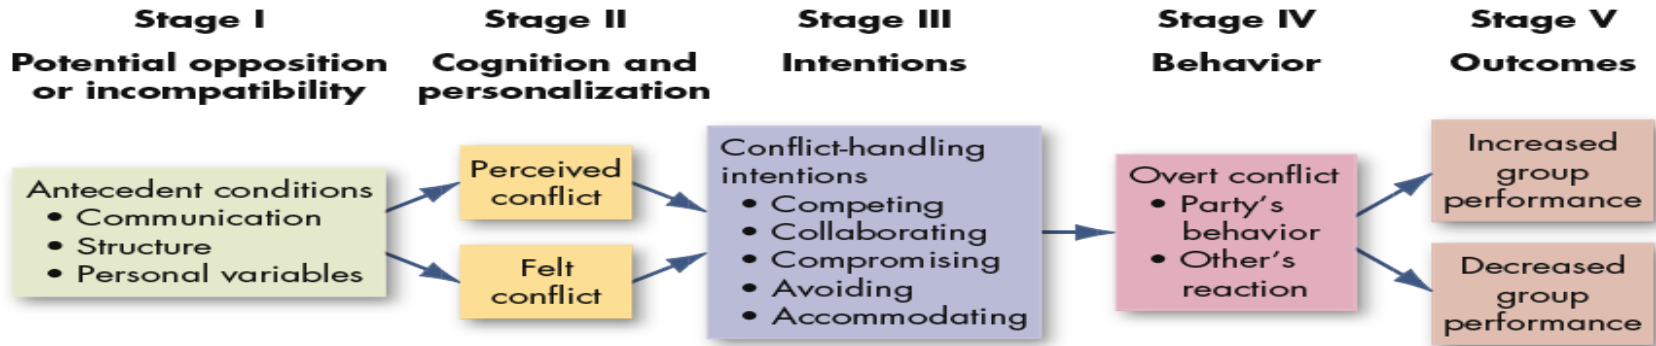 Stage I
Potential opposition
or incompatibility
Antecedent conditions
• Communication
• Structure
• Personal variables
Stage II
Cognition and
personalization
Perceived
conflict
Felt
conflict
Stage III
Intentions
Conflict-handling
intentions
• Competing
• Collaborating
• Compromising
• Avoiding
• Accommodating
Stage IV
Behavior
Overt conflict
• Party's
behavior
• Other's
reaction
Stage V
Outcomes
Increased
group
performance
Decreased
group
performance